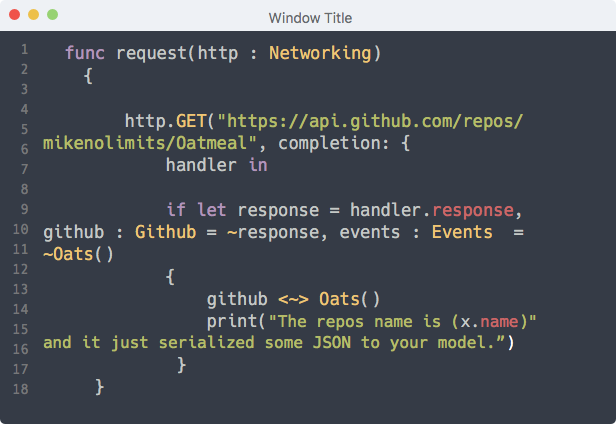 Window Title
1 func request(http : Networking)
2 {
3
4 http.GET("https://api.github.com/repos/
5 mikenolimits/Oatmeal", completion: {
6 handler in
7
8 if let response = handler.response,
9 github : Github = ~response, events : Events =
10 ~Oats()
11 {
12 github <~> Oats()
13 print("The repos name is (x.name)"
14 and it just serialized some JSON to your model.”)
15 }
16 }
17
18